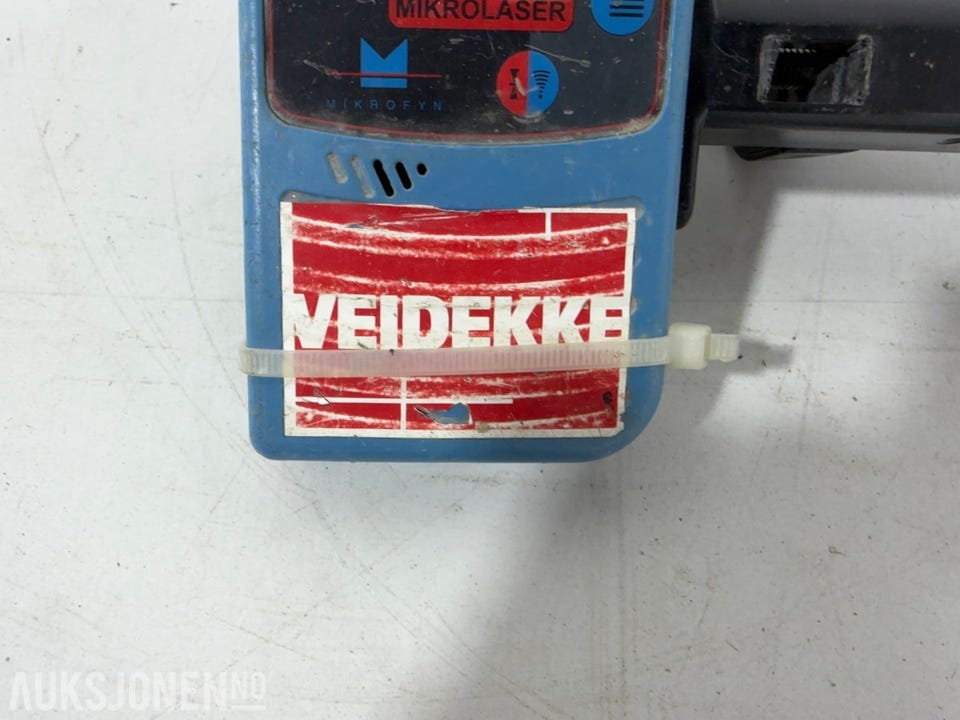 MIKROLASER
MIKROFYN
VEIDEKKE
AUKSJONEN.NO